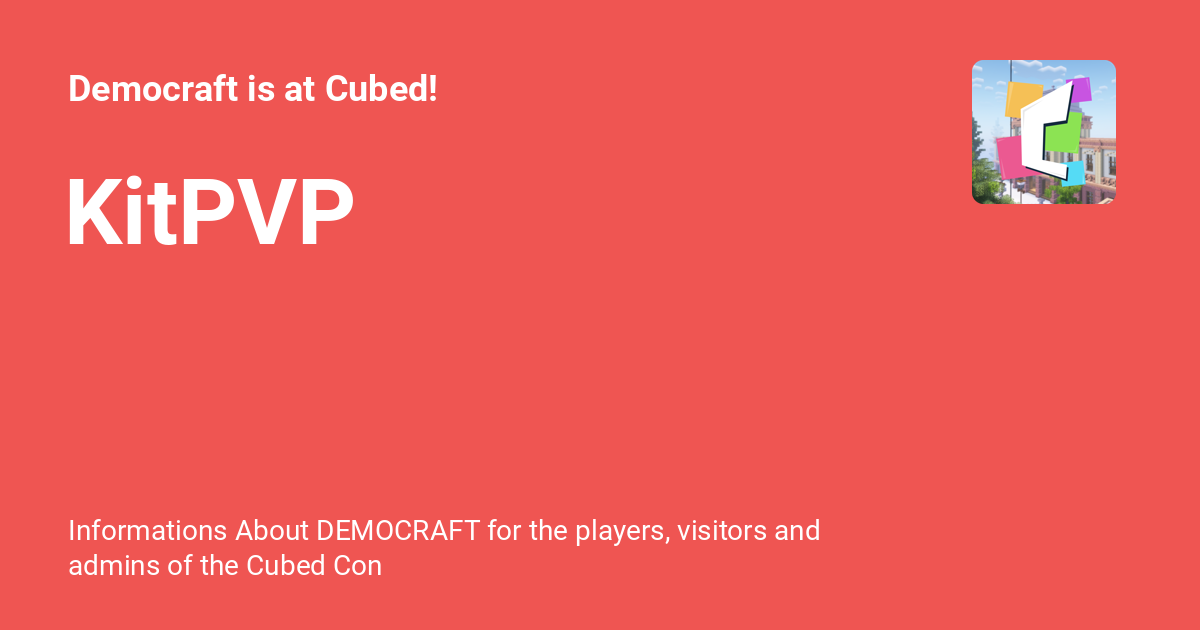 Democraft is at Cubed!
KitPVP
Informations About DEMOCRAFT for the players, visitors and
admins of the Cubed Con